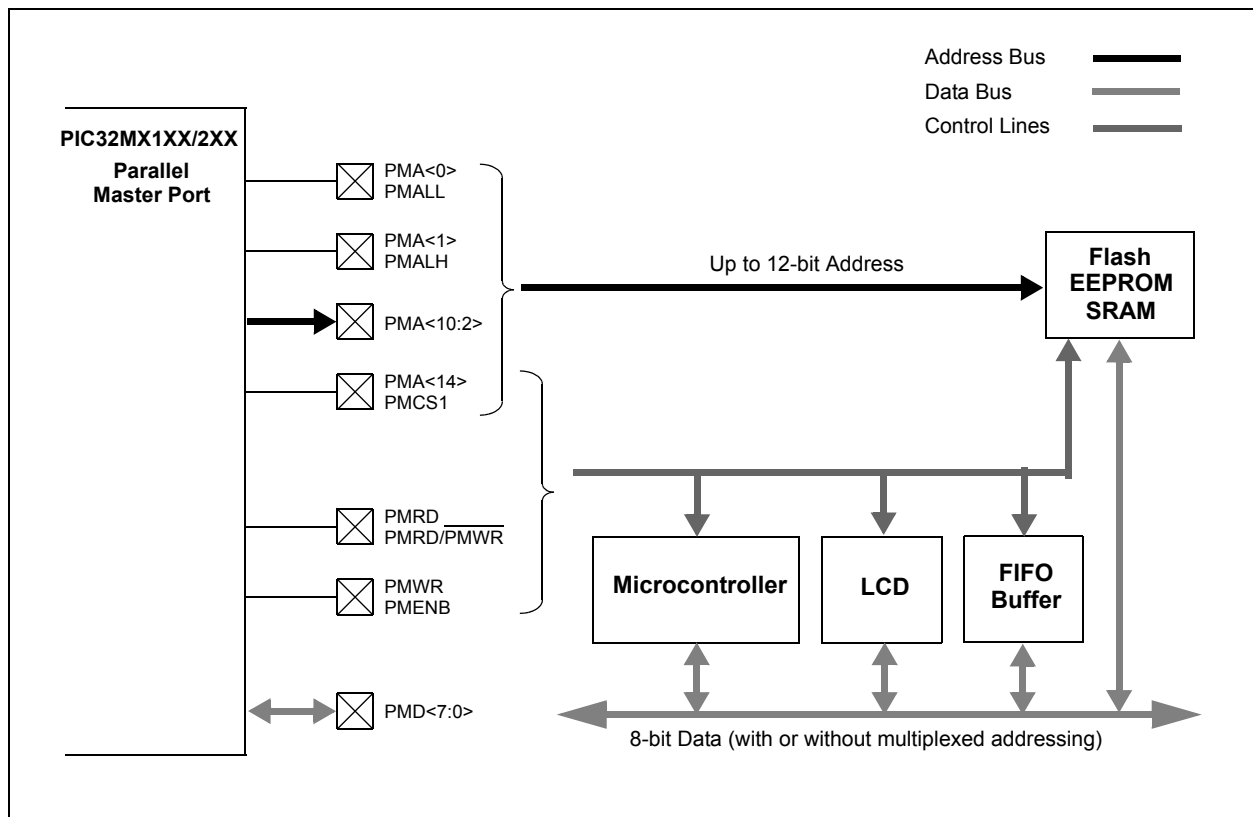 Address Bus
Data Bus
Control Lines
PIC32MX1XX/2XX
Parallel
Master Port
PMA<0>
PMALL
PMA<1>
PMALH
PMA<10:2>
PMA<14>
PMCS1
PMRD
PMRD/PMWR
PMWR
PMENB
PMD<7:0>
Up to 12-bit Address
Flash
EEPROM
SRAM
Microcontroller
LCD
FIFO
Buffer
8-bit Data (with or without multiplexed addressing)